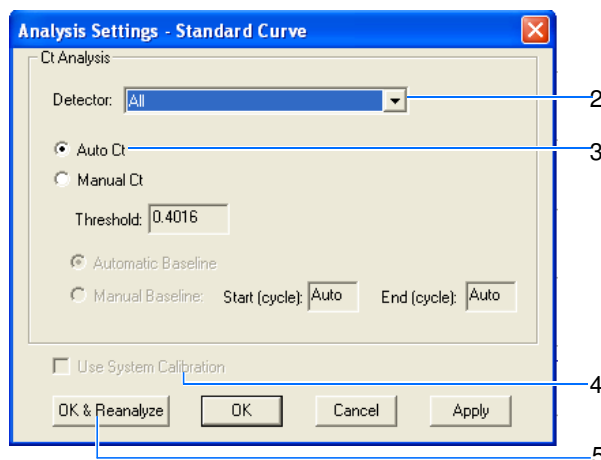 Analysis Settings - Standard Curve
Ct Analysis
Detector: All
2
Auto Ct
3
Manual Ct
Threshold: 0.4016
Automatic Baseline
Manual Baseline: Start (cycle): Auto End (cycle): Auto
Use System Calibration
4
OK & Reanalyze OK Cancel Apply
5